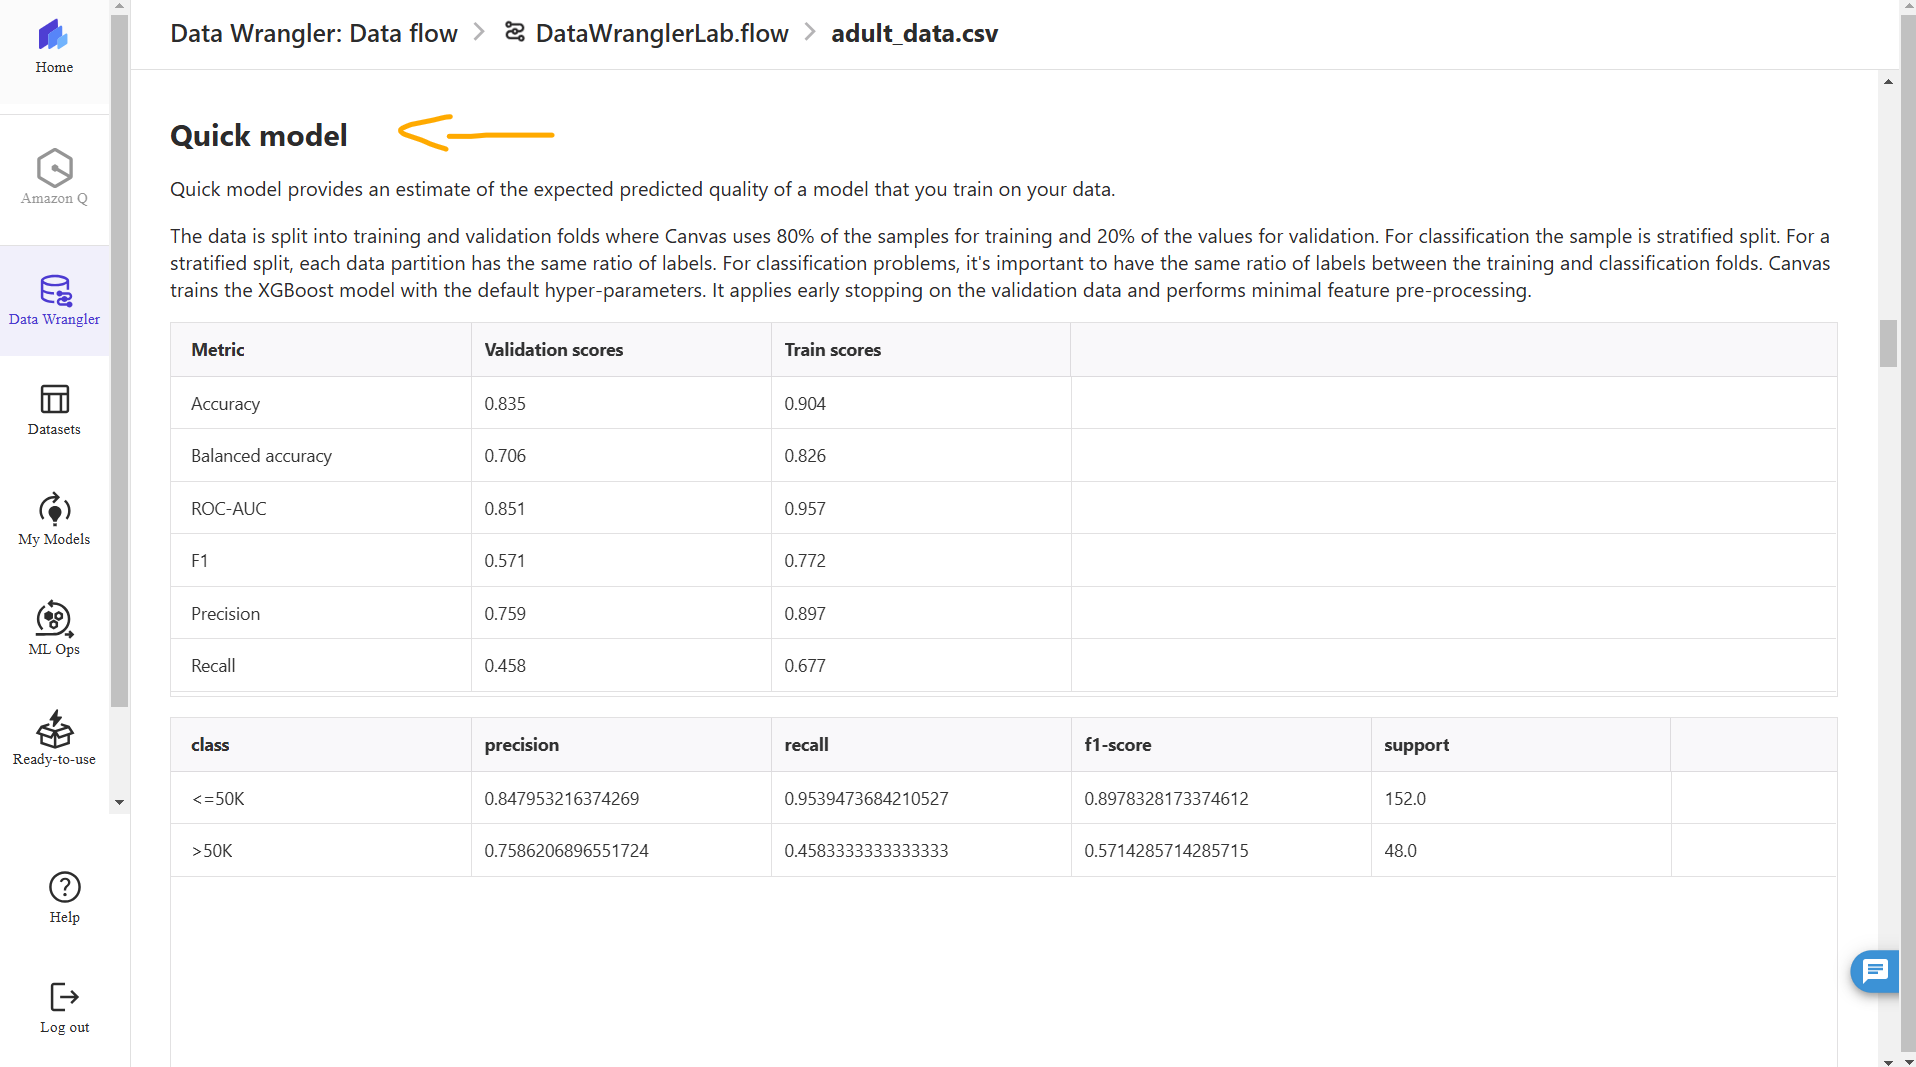 Data Wrangler: Data flow > DataWranglerLab.flow > adult_data.csv
Home
Amazon Q
Data Wrangler
Datasets
My Models
ML Ops
Ready-to-use
Help
Log out
Quick model
Quick model provides an estimate of the expected predicted quality of a model that you train on your data.
The data is split into training and validation folds where Canvas uses 80% of the samples for training and 20% of the values for validation. For classification the sample is stratified split. For a
stratified split, each data partition has the same ratio of labels. For classification problems, it's important to have the same ratio of labels between the training and classification folds. Canvas
trains the XGBoost model with the default hyper-parameters. It applies early stopping on the validation data and performs minimal feature pre-processing.
Metric Validation scores Train scores
Accuracy 0.835 0.904
Balanced accuracy 0.706 0.826
ROC-AUC 0.851 0.957
F1 0.571 0.772
Precision 0.759 0.897
Recall 0.458 0.677
class precision recall f1-score support
<=50K 0.847953216374269 0.9539473684210527 0.8978328173374612 152.0
>50K 0.7586206896551724 0.4583333333333333 0.5714285714285715 48.0